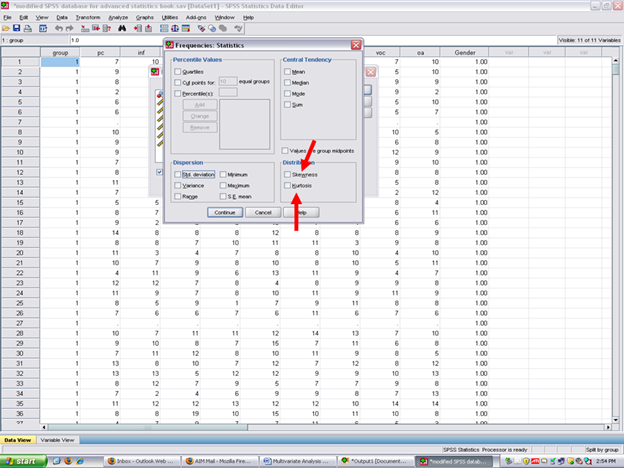 *modified SPSS database for advanced statistics book.sav [DataSet1] - SPSS Statistics Data Editor
File Edit View Data Transform Analyze Graphs Utilities Add-ons Window Help
1 : group 1.0 Visible: 11 of 11 Variables
group pc inf voc oa Gender var var var
Frequencies: Statistics
Percentile Values
Quartiles
Cut points for: 10 equal groups
Percentile(s):
Add
Change
Remove
Central Tendency
Mean
Median
Mode
Sum
Values are group midpoints
Dispersion
Std. deviation Minimum
Variance Maximum
Range S.E. mean
Distribution
Skewness
Kurtosis
Continue Cancel Help
1 1 7 10 7 10 1.00
2 1 9 5 10 1.00
3 1 8 9 9 1.00
4 1 9 4 2 1.00
5 1 6 1.00
6 1 6 1.00
7 1 . . . 1.00
8 1 10 10 5 1.00
9 1 9 8 6 1.00
10 1 9 1.00
11 1 9 1.00
12 1 10 8 8 1.00
13 1 7 11 11 1.00
14 1 7 14 12 1.00
15 1 5 5 8 8 1.00
16 1 8 6 11 8 1.00
17 1 9 2 6 8 1.00
18 1 14 8 8 9 12 8 8 8 9 1.00
19 1 8 8 7 10 11 11 3 9 8 1.00
20 1 11 3 4 7 8 8 10 4 10 1.00
21 1 10 7 9 8 10 8 9 5 11 1.00
22 1 4 11 9 6 13 11 9 4 7 1.00
23 1 12 12 7 8 4 8 9 9 8 1.00
24 1 10 11 9 9 7 11 8 9 11 1.00
25 1 8 5 9 1 7 9 11 8 8 1.00
26 1 7 6 6 7 6 11 6 7 6 1.00
27 1 . . . . . . . . . 1.00
28 1 10 7 11 11 12 14 13 7 10 1.00
29 1 9 10 8 7 15 7 11 6 7 1.00
30 1 7 11 12 8 10 11 9 8 5 1.00
31 1 13 8 10 7 12 7 12 8 12 1.00
32 1 13 13 5 12 12 9 9 10 13 1.00
33 1 8 12 9 7 5 2 7 8 6 1.00
34 1 7 4 6 9 9 8 7 8 13 1.00
35 1 11 12 12 13 12 12 10 14 14 1.00
36 1 8 8 19 10 15 10 11 10 8 1.00
37
Data View Variable View
SPSS Statistics Processor is ready Split by group
start Inbox - Outlook Web ... AIM Mail - Mozilla Fire... Multivariate Analysis ... *Output1 [Document... *modified SPSS datab... 2:54 PM